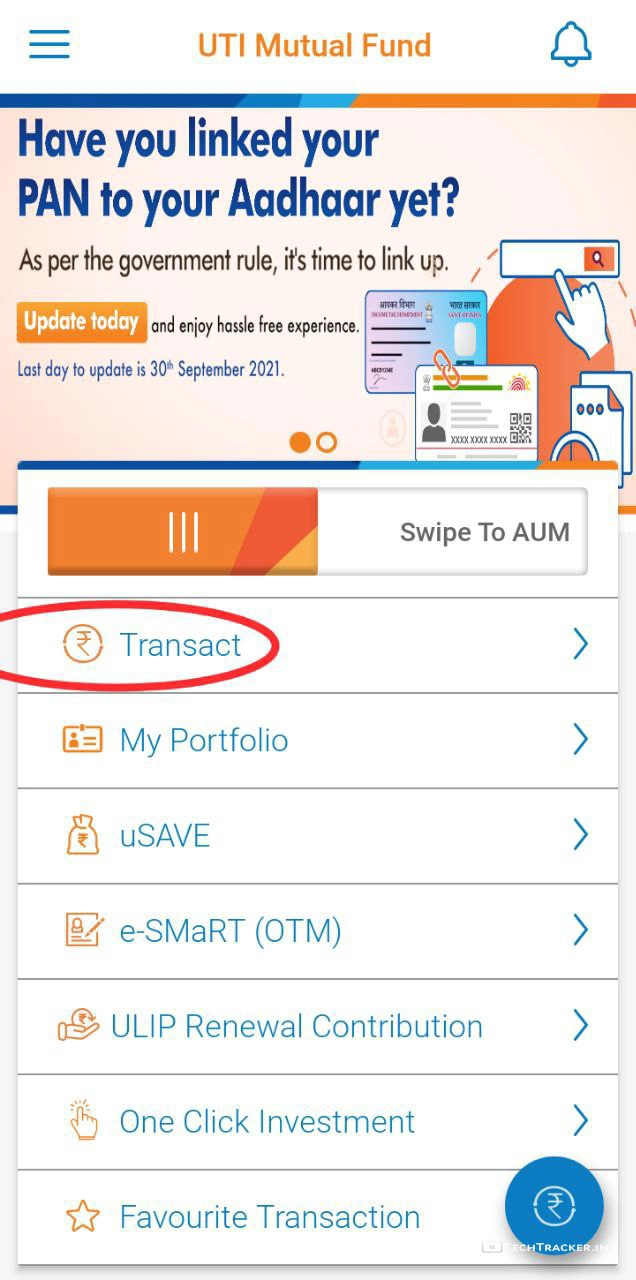 UTI Mutual Fund
Have you linked your
PAN to your Aadhaar yet?
As per the government rule, it's time to link up.
Update today and enjoy hassle free experience.
Last day to update is 30th September 2021.
आयकर विभाग भारत सरकार
INCOME TAX DEPARTMENT GOVT. OF INDIA
ABCD1234E
XXXX XXXX XXXX
Swipe To AUM
Transact
My Portfolio
uSAVE
e-SMaRT (OTM)
ULIP Renewal Contribution
One Click Investment
Favourite Transaction
TECHTRACKER.IN